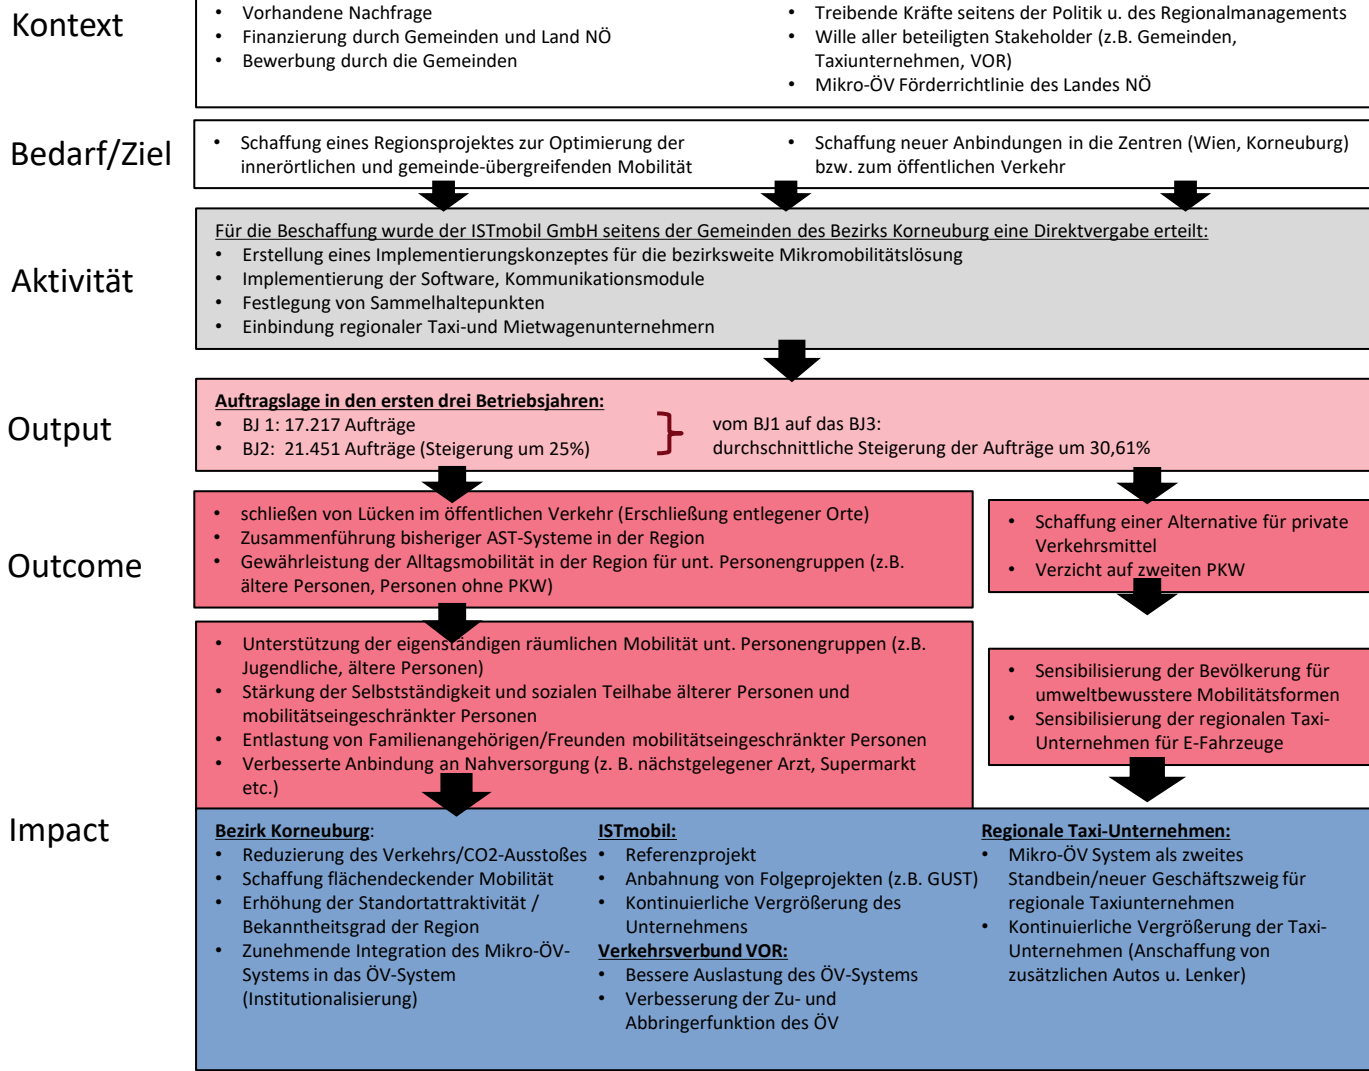 Kontext
• Vorhandene Nachfrage
• Finanzierung durch Gemeinden und Land NÖ
• Bewerbung durch die Gemeinden
• Treibende Kräfte seitens der Politik u. des Regionalmanagements
• Wille aller beteiligten Stakeholder (z.B. Gemeinden,
Taxiunternehmen, VOR)
• Mikro-ÖV Förderrichtlinie des Landes NÖ
Bedarf/Ziel
• Schaffung eines Regionsprojektes zur Optimierung der
innerörtlichen und gemeinde-übergreifenden Mobilität
• Schaffung neuer Anbindungen in die Zentren (Wien, Korneuburg)
bzw. zum öffentlichen Verkehr
Aktivität
Für die Beschaffung wurde der ISTmobil GmbH seitens der Gemeinden des Bezirks Korneuburg eine Direktvergabe erteilt:
• Erstellung eines Implementierungskonzeptes für die bezirksweite Mikromobilitätslösung
• Implementierung der Software, Kommunikationsmodule
• Festlegung von Sammelhaltepunkten
• Einbindung regionaler Taxi-und Mietwagenunternehmern
Output
Auftragslage in den ersten drei Betriebsjahren:
• BJ 1: 17.217 Aufträge
• BJ2: 21.451 Aufträge (Steigerung um 25%)
vom BJ1 auf das BJ3:
durchschnittliche Steigerung der Aufträge um 30,61%
Outcome
• schließen von Lücken im öffentlichen Verkehr (Erschließung entlegener Orte)
• Zusammenführung bisheriger AST-Systeme in der Region
• Gewährleistung der Alltagsmobilität in der Region für unt. Personengruppen (z.B.
ältere Personen, Personen ohne PKW)
• Schaffung einer Alternative für private
Verkehrsmittel
• Verzicht auf zweiten PKW
• Unterstützung der eigenständigen räumlichen Mobilität unt. Personengruppen (z.B.
Jugendliche, ältere Personen)
• Stärkung der Selbstständigkeit und sozialen Teilhabe älterer Personen und
mobilitätseingeschränkter Personen
• Entlastung von Familienangehörigen/Freunden mobilitätseingeschränkter Personen
• Verbesserte Anbindung an Nahversorgung (z. B. nächstgelegener Arzt, Supermarkt
etc.)
• Sensibilisierung der Bevölkerung für
umweltbewusstere Mobilitätsformen
• Sensibilisierung der regionalen Taxi-
Unternehmen für E-Fahrzeuge
Impact
Bezirk Korneuburg:
• Reduzierung des Verkehrs/CO2-Ausstoßes
• Schaffung flächendeckender Mobilität
• Erhöhung der Standortattraktivität /
Bekanntheitsgrad der Region
• Zunehmende Integration des Mikro-ÖV-
Systems in das ÖV-System
(Institutionalisierung)
ISTmobil:
• Referenzprojekt
• Anbahnung von Folgeprojekten (z.B. GUST)
• Kontinuierliche Vergrößerung des
Unternehmens
Verkehrsverbund VOR:
• Bessere Auslastung des ÖV-Systems
• Verbesserung der Zu- und
Abbringerfunktion des ÖV
Regionale Taxi-Unternehmen:
• Mikro-ÖV System als zweites
Standbein/neuer Geschäftszweig für
regionale Taxiunternehmen
• Kontinuierliche Vergrößerung der Taxi-
Unternehmen (Anschaffung von
zusätzlichen Autos u. Lenker)